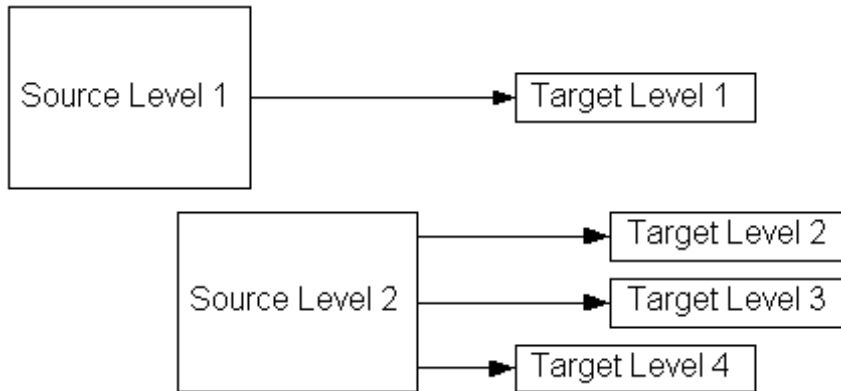 Source Level 1
Target Level 1
Source Level 2
Target Level 2
Target Level 3
Target Level 4